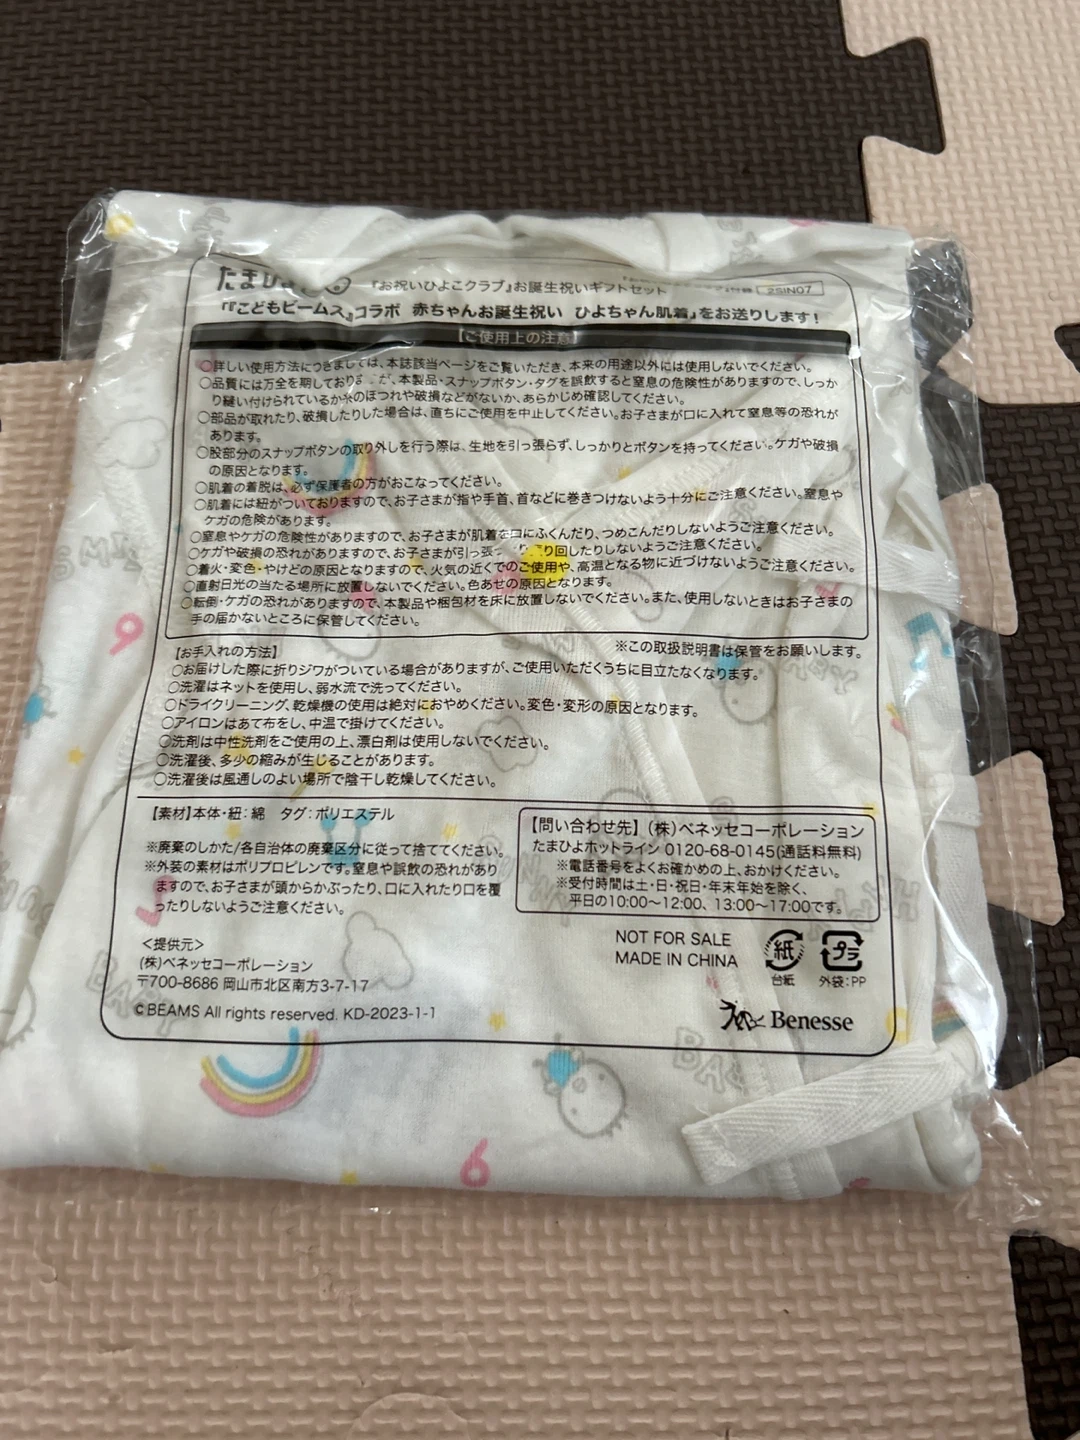 たまひよ
『お祝いひよこクラブ』お誕生祝いギフトセット
2SIN07
『『こどもビームス』コラボ 赤ちゃんお誕生祝い ひよちゃん肌着』をお送りします!
【ご使用上の注意】
○詳しい使用方法につきましては、本誌該当ページをご覧いただき、本来の用途以外には使用しないでください。
○品質には万全を期しておりますが、本製品・スナップボタン・タグを誤飲すると窒息の危険性がありますので、しっか
り縫い付けられているか糸のほつれや破損などがないか、あらかじめ確認してください。
○部品が取れたり、破損したりした場合は、直ちにご使用を中止してください。お子さまが口に入れて窒息等の恐れが
あります。
○股部分のスナップボタンの取り外しを行う際は、生地を引っ張らず、しっかりとボタンを持ってください。ケガや破損
の原因となります。
○肌着の着脱は、必ず保護者の方がおこなってください。
○肌着には紐がついておりますので、お子さまが指や手首、首などに巻きつけないよう十分にご注意ください。窒息や
ケガの危険があります。
○窒息やケガの危険性がありますので、お子さまが肌着を口にふくんだり、つめこんだりしないようご注意ください。
○ケガや破損の恐れがありますので、お子さまが引っ張っ り回したりしないようご注意ください。
○着火・変色・やけどの原因となりますので、火気の近くでのご使用や、高温となる物に近づけないようご注意ください。
○直射日光の当たる場所に放置しないでください。色あせの原因となります。
○転倒・ケガの恐れがありますので、本製品や梱包材を床に放置しないでください。また、使用しないときはお子さまの
手の届かないところに保管してください。
※この取扱説明書は保管をお願いします。
【お手入れの方法】
○お届けした際に折りジワがついている場合がありますが、ご使用いただくうちに目立たなくなります。
○洗濯はネットを使用し、弱水流で洗ってください。
○ドライクリーニング、乾燥機の使用は絶対におやめください。変色・変形の原因となります。
○アイロンはあて布をし、中温で掛けてください。
○洗剤は中性洗剤をご使用の上、漂白剤は使用しないでください。
○洗濯後、多少の縮みが生じることがあります。
○洗濯後は風通しのよい場所で陰干し乾燥してください。
【素材】本体・紐:綿 タグ:ポリエステル
※廃棄のしかた/各自治体の廃棄区分に従って捨ててください。
※外装の素材はポリプロピレンです。窒息や誤飲の恐れがあり
ますので、お子さまが頭からかぶったり、口に入れたり口を覆
ったりしないようご注意ください。
【問い合わせ先】(株)ベネッセコーポレーション
たまひよホットライン 0120-68-0145(通話料無料)
※電話番号をよくお確かめの上、おかけください。
※受付時間は土・日・祝日・年末年始を除く、
平日の10:00〜12:00、13:00〜17:00です。
<提供元>
(株)ベネッセコーポレーション
〒700-8686 岡山市北区南方3-7-17
©BEAMS All rights reserved. KD-2023-1-1
NOT FOR SALE
MADE IN CHINA
紙
台紙
プラ
外袋:PP
Benesse
BABY
BABY